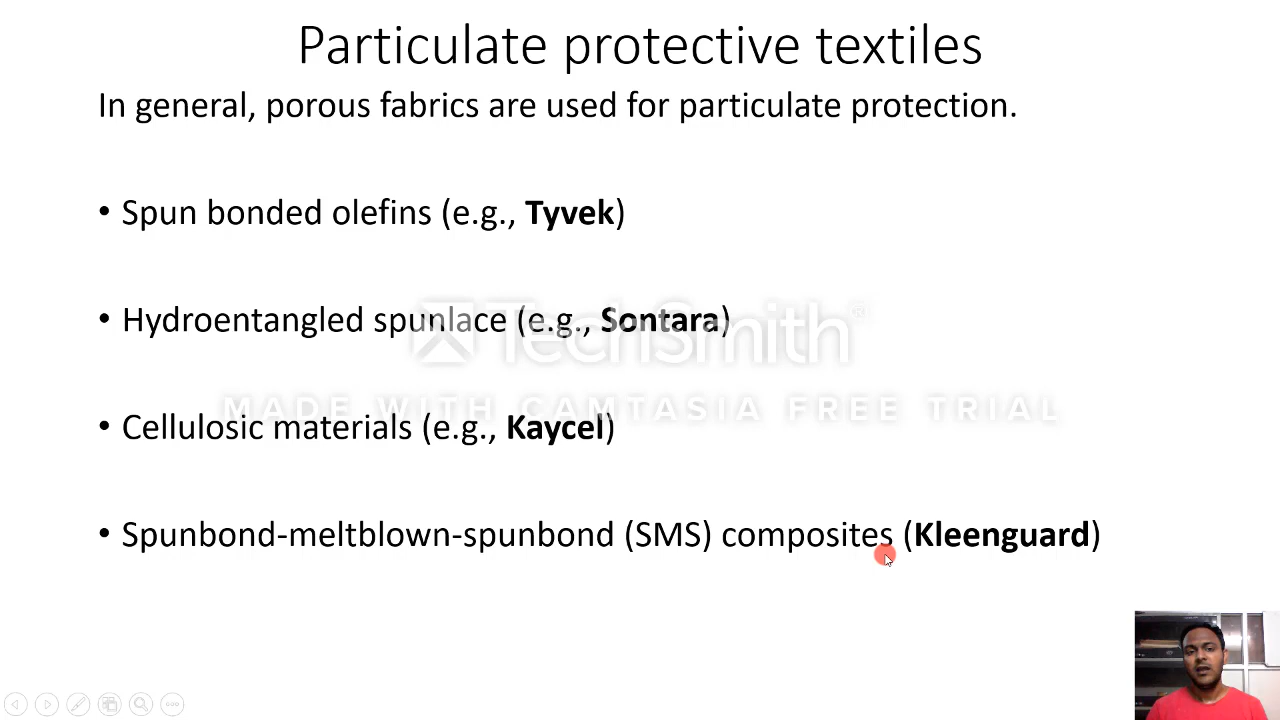 Particulate protective textiles
In general, porous fabrics are used for particulate protection.
• Spun bonded olefins (e.g., Tyvek)
• Hydroentangled spunlace (e.g., Sontara)
TechSmith®
MADE WITH CAMTASIA FREE TRIAL
• Cellulosic materials (e.g., Kaycel)
• Spunbond-meltblown-spunbond (SMS) composites (Kleenguard)